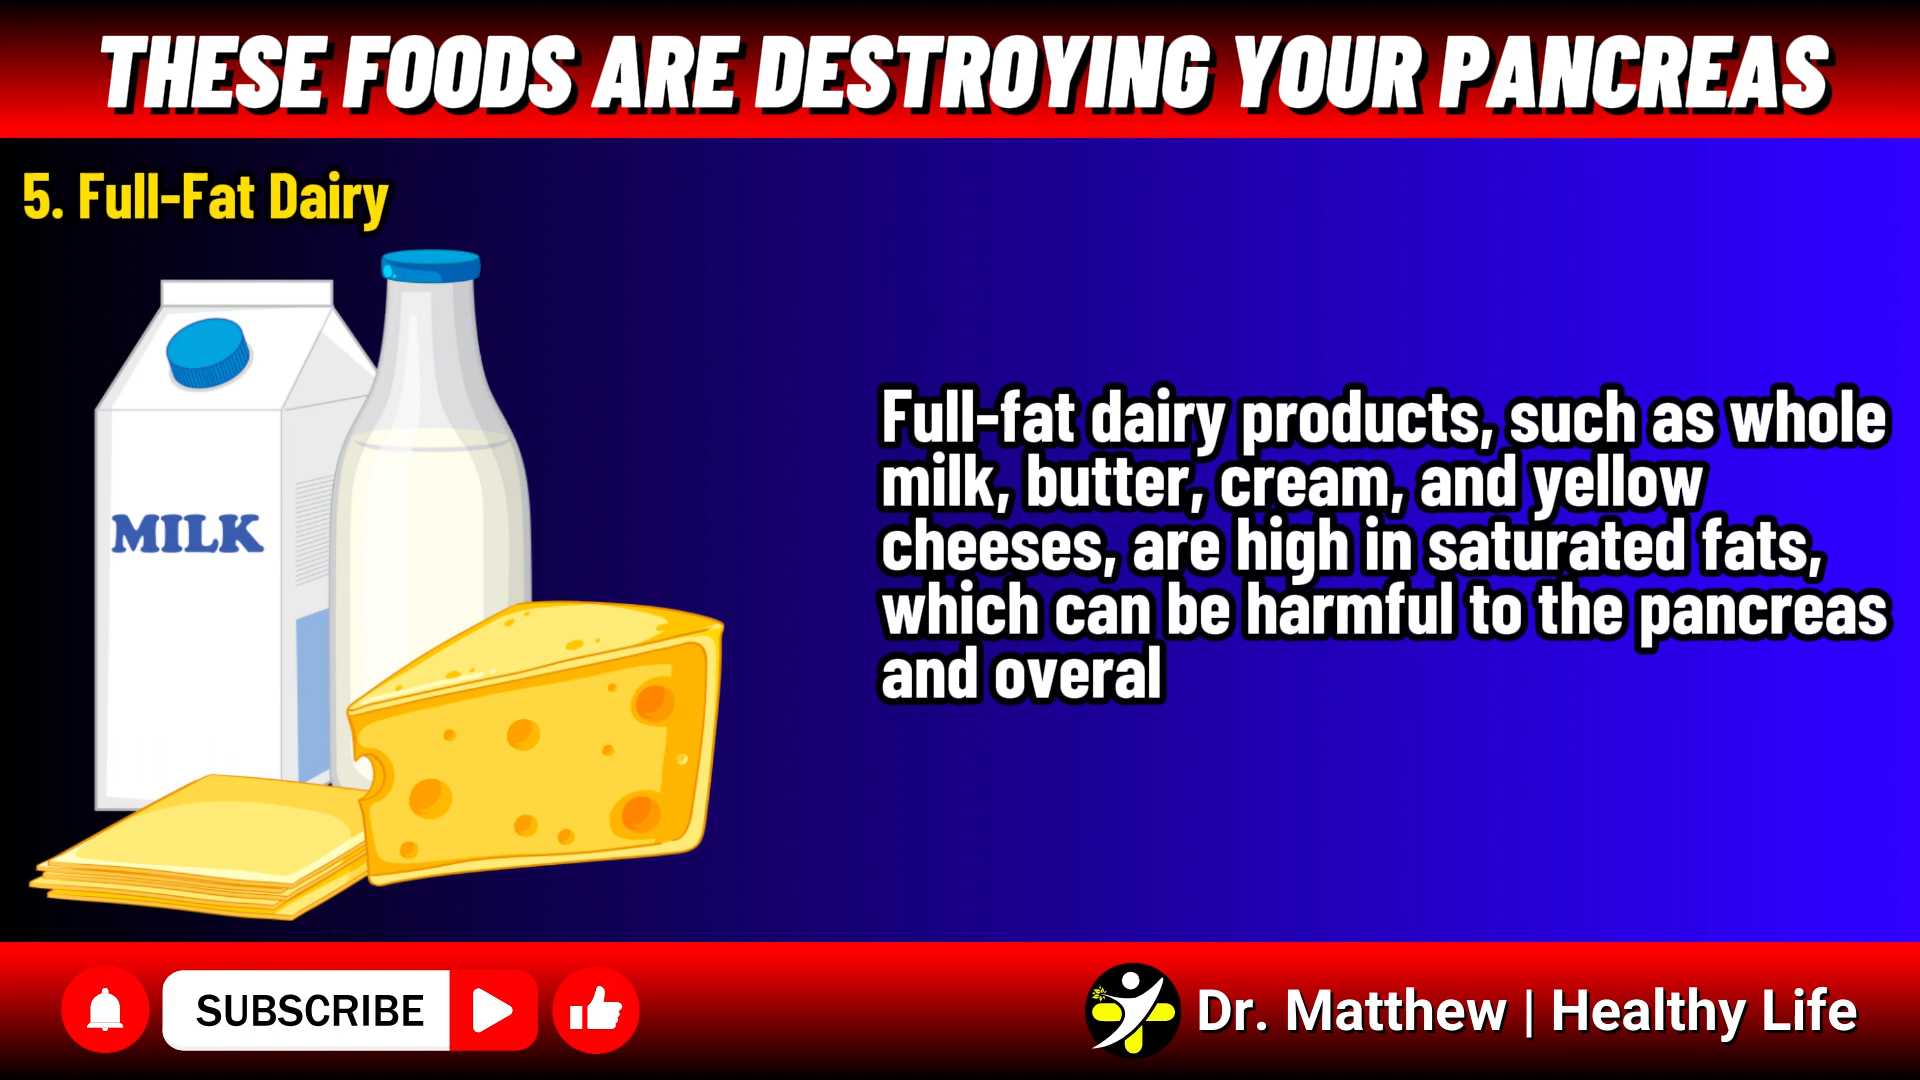 THESE FOODS ARE DESTROYING YOUR PANCREAS
5. Full-Fat Dairy
MILK
Full-fat dairy products, such as whole
milk, butter, cream, and yellow
cheeses, are high in saturated fats,
which can be harmful to the pancreas
and overal
SUBSCRIBE
Dr. Matthew | Healthy Life